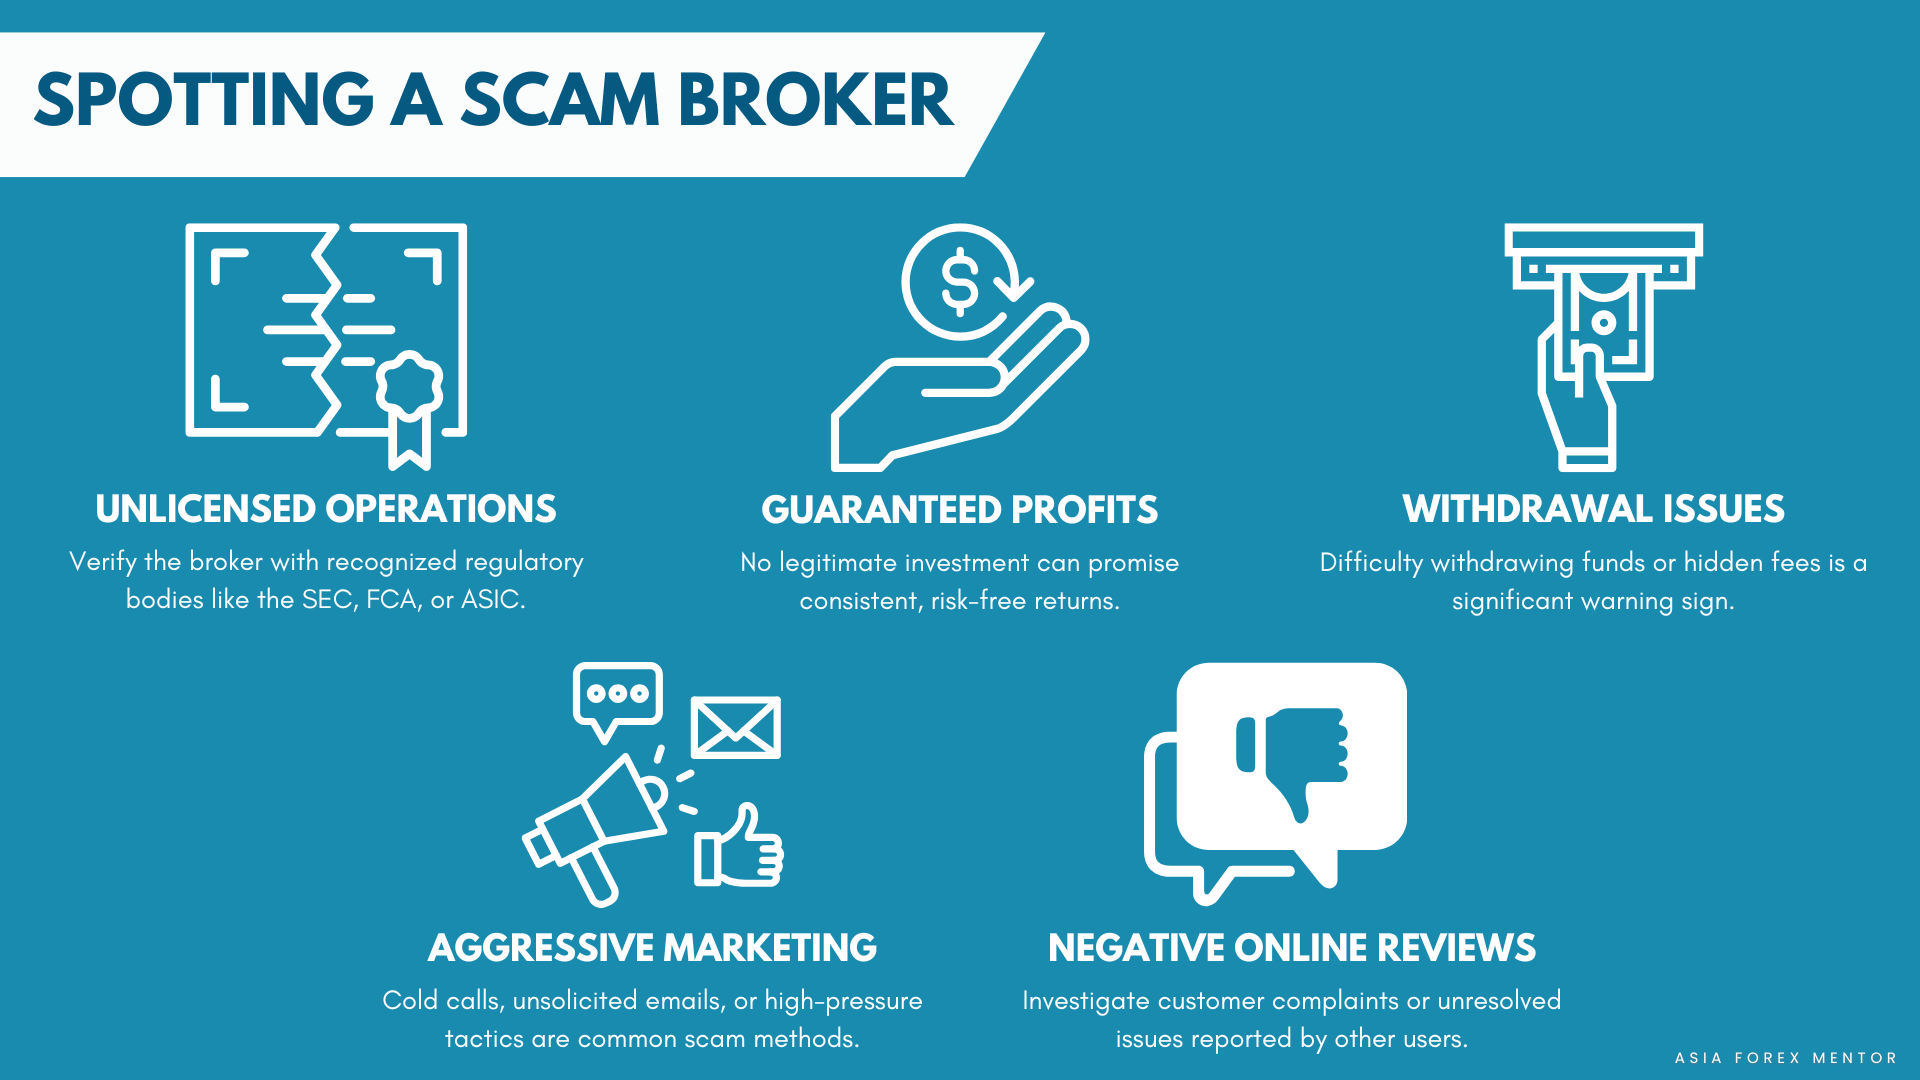 SPOTTING A SCAM BROKER
$
UNLICENSED OPERATIONS
Verify the broker with recognized regulatory
bodies like the SEC, FCA, or ASIC.
GUARANTEED PROFITS
No legitimate investment can promise
consistent, risk-free returns.
WITHDRAWAL ISSUES
Difficulty withdrawing funds or hidden fees is a
significant warning sign.
AGGRESSIVE MARKETING
Cold calls, unsolicited emails, or high-pressure
tactics are common scam methods.
NEGATIVE ONLINE REVIEWS
Investigate customer complaints or unresolved
issues reported by other users.
ASIA FOREX MENTOR